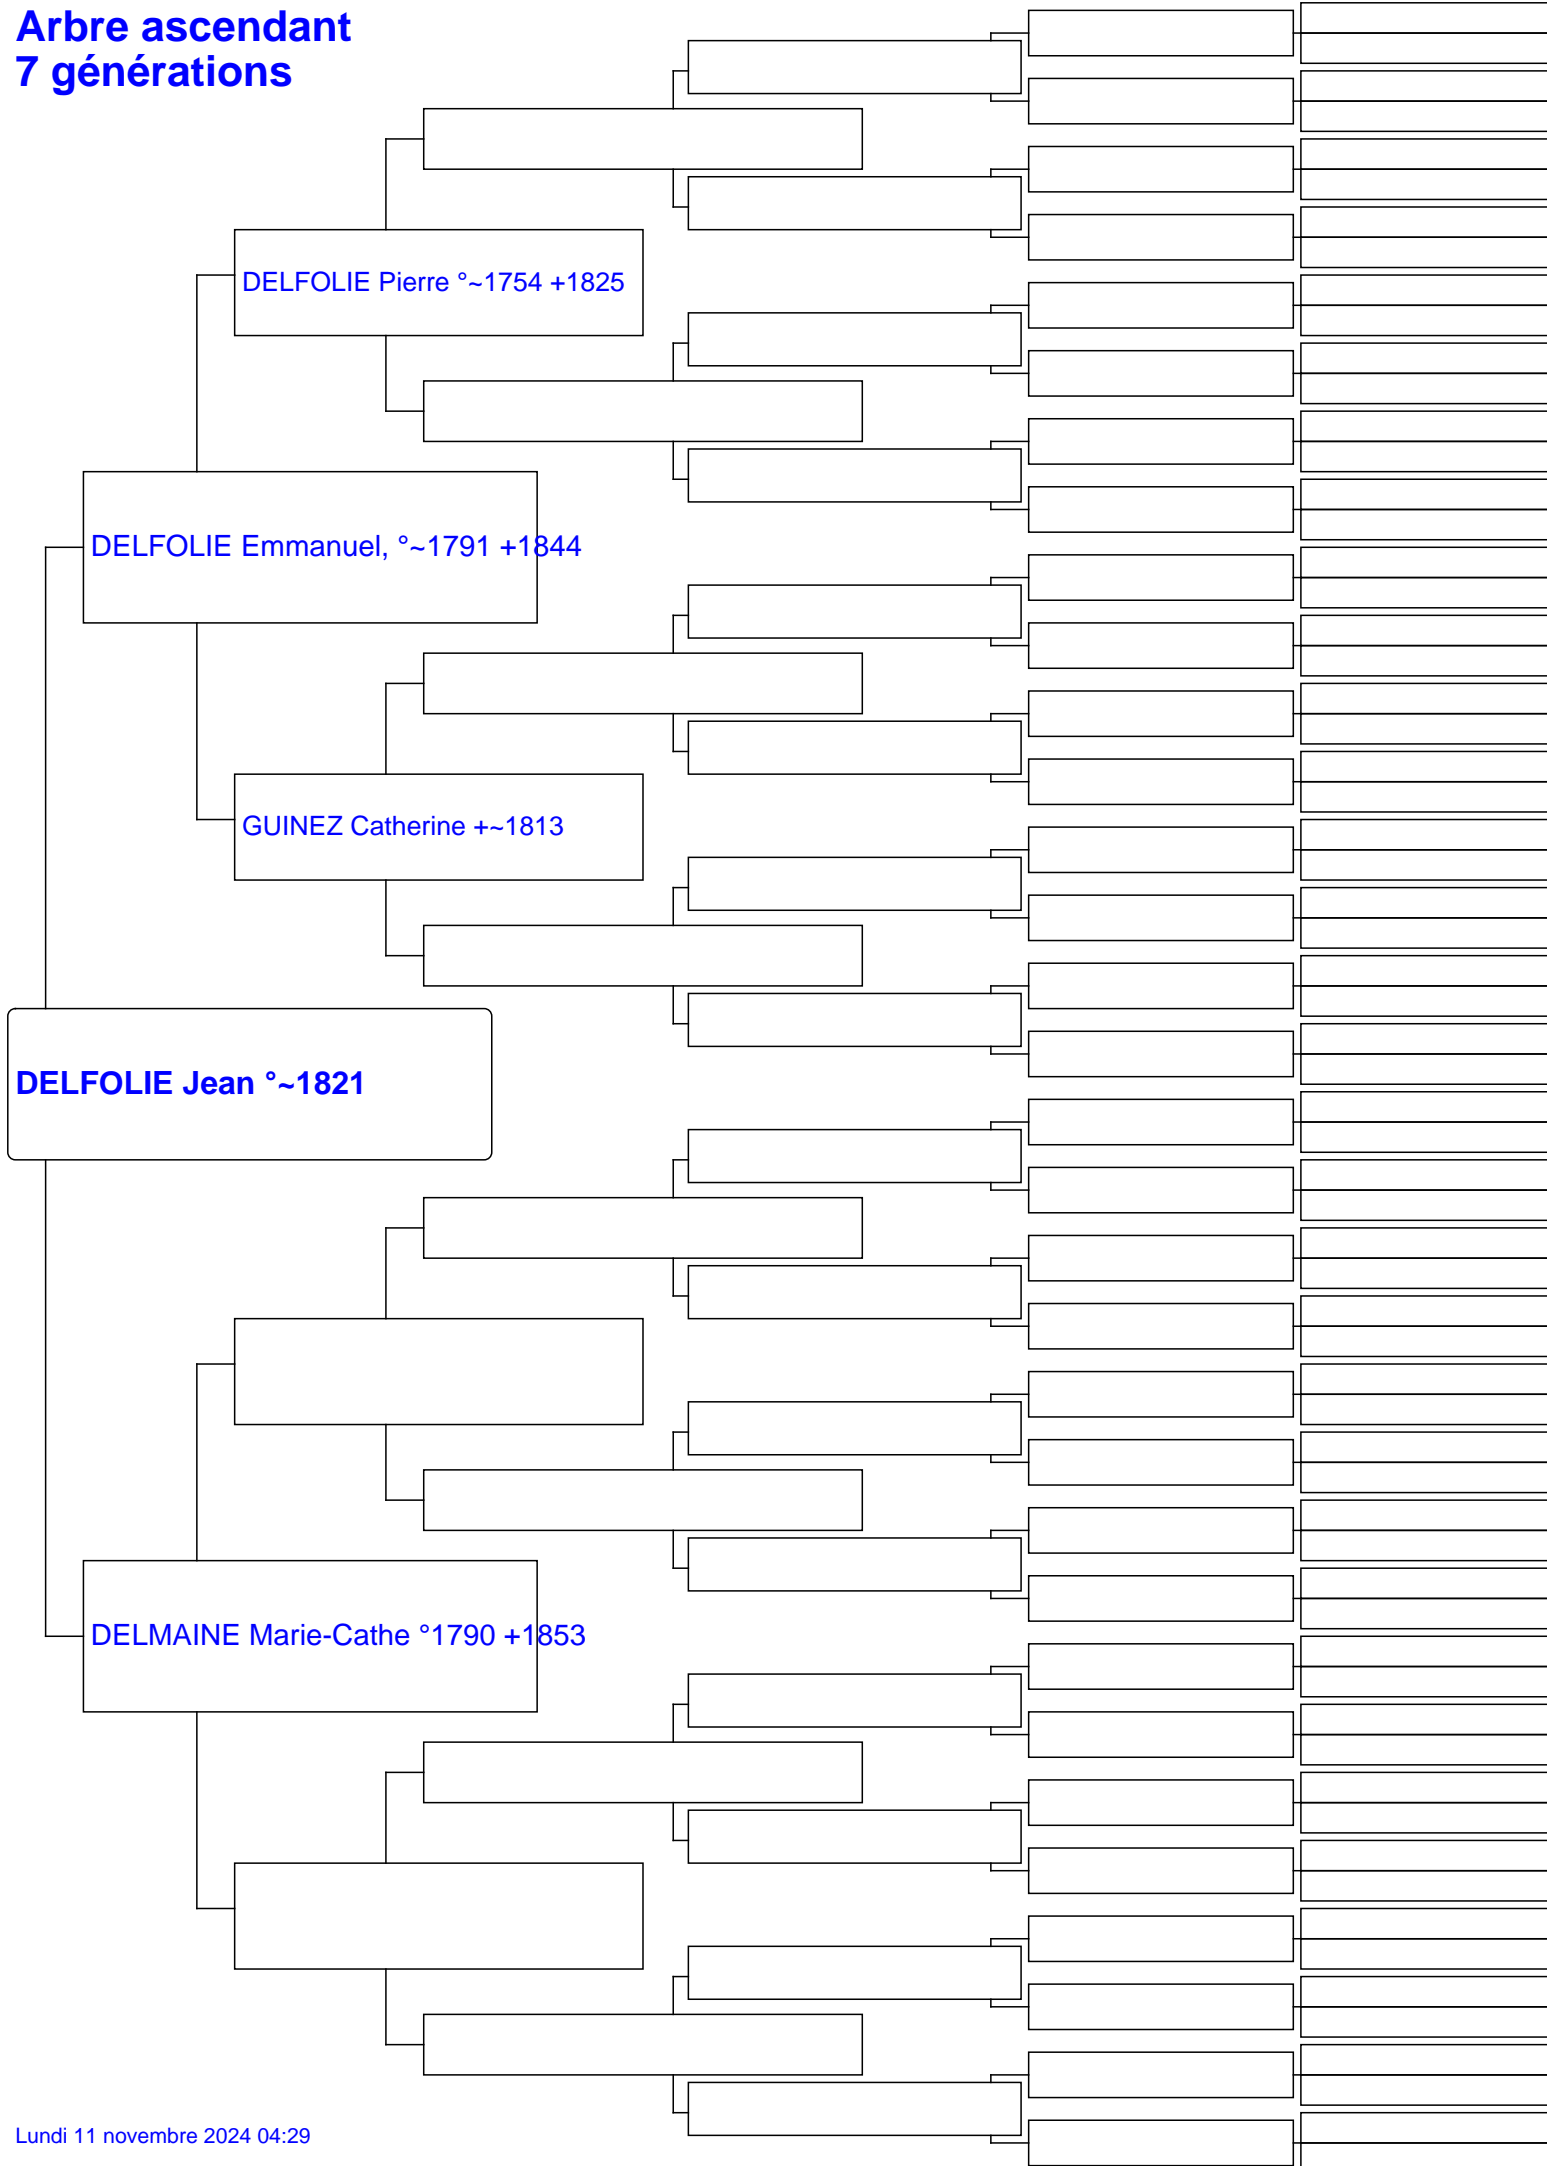 Arbre ascendant
7 générations
DELFOLIE Pierre °~1754 +1825
DELFOLIE Emmanuel, °~1791 +1844
GUINEZ Catherine +~1813
DELFOLIE Jean °~1821
DELMAINE Marie-Cathe °1790 +1853
Lundi 11 novembre 2024 04:29